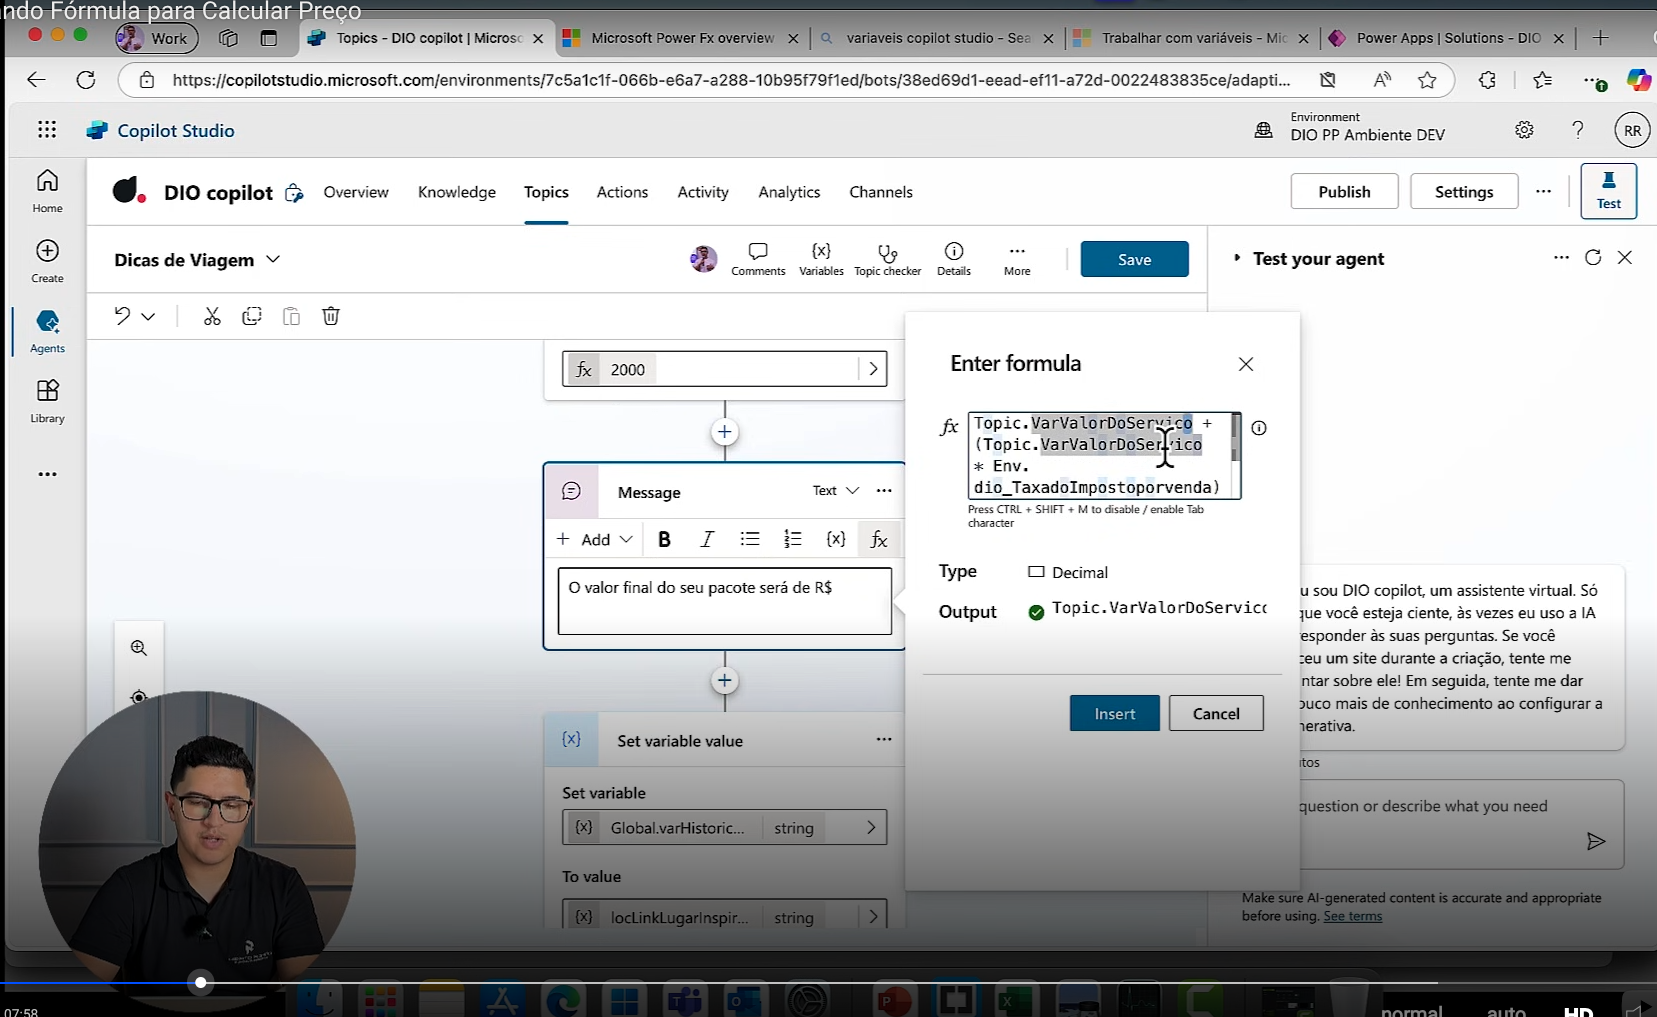 ndo Fórmula para Calcular Preço
Work
Topics - DIO copilot | Microso
Microsoft Power Fx overview
variaveis copilot studio - Sea
Trabalhar com variáveis - Mic
Power Apps | Solutions - DIO
https://copilotstudio.microsoft.com/environments/7c5a1c1f-066b-e6a7-a288-10b95f79f1ed/bots/38ed69d1-eead-ef11-a72d-0022483835ce/adapti...
Copilot Studio
Environment
DIO PP Ambiente DEV
RR
Home
Create
Agents
Library
DIO copilot
Overview
Knowledge
Topics
Actions
Activity
Analytics
Channels
Publish
Settings
Test
Dicas de Viagem
Comments
Variables
Topic checker
Details
More
Save
Test your agent
fx 2000
Message
Text
+ Add
B I {x} fx
O valor final do seu pacote será de R$
{x} Set variable value
Set variable
{x} Global.varHistoric... string
To value
{x} locLinkLugarInspir... string
Enter formula
fx
Topic.VarValorDoServico +
(Topic.VarValorDoServico
* Env.
dio_TaxadoImpostoporvenda)
Press CTRL + SHIFT + M to disable / enable Tab
character
Type Decimal
Output Topic.VarValorDoServico
Insert
Cancel
u sou DIO copilot, um assistente virtual. Só
que você esteja ciente, às vezes eu uso a IA
responder às suas perguntas. Se você
ceu um site durante a criação, tente me
ntar sobre ele! Em seguida, tente me dar
ouco mais de conhecimento ao configurar a
nerativa.
tos
question or describe what you need
Make sure AI-generated content is accurate and appropriate
before using. See terms
07:58
normal
auto
HD